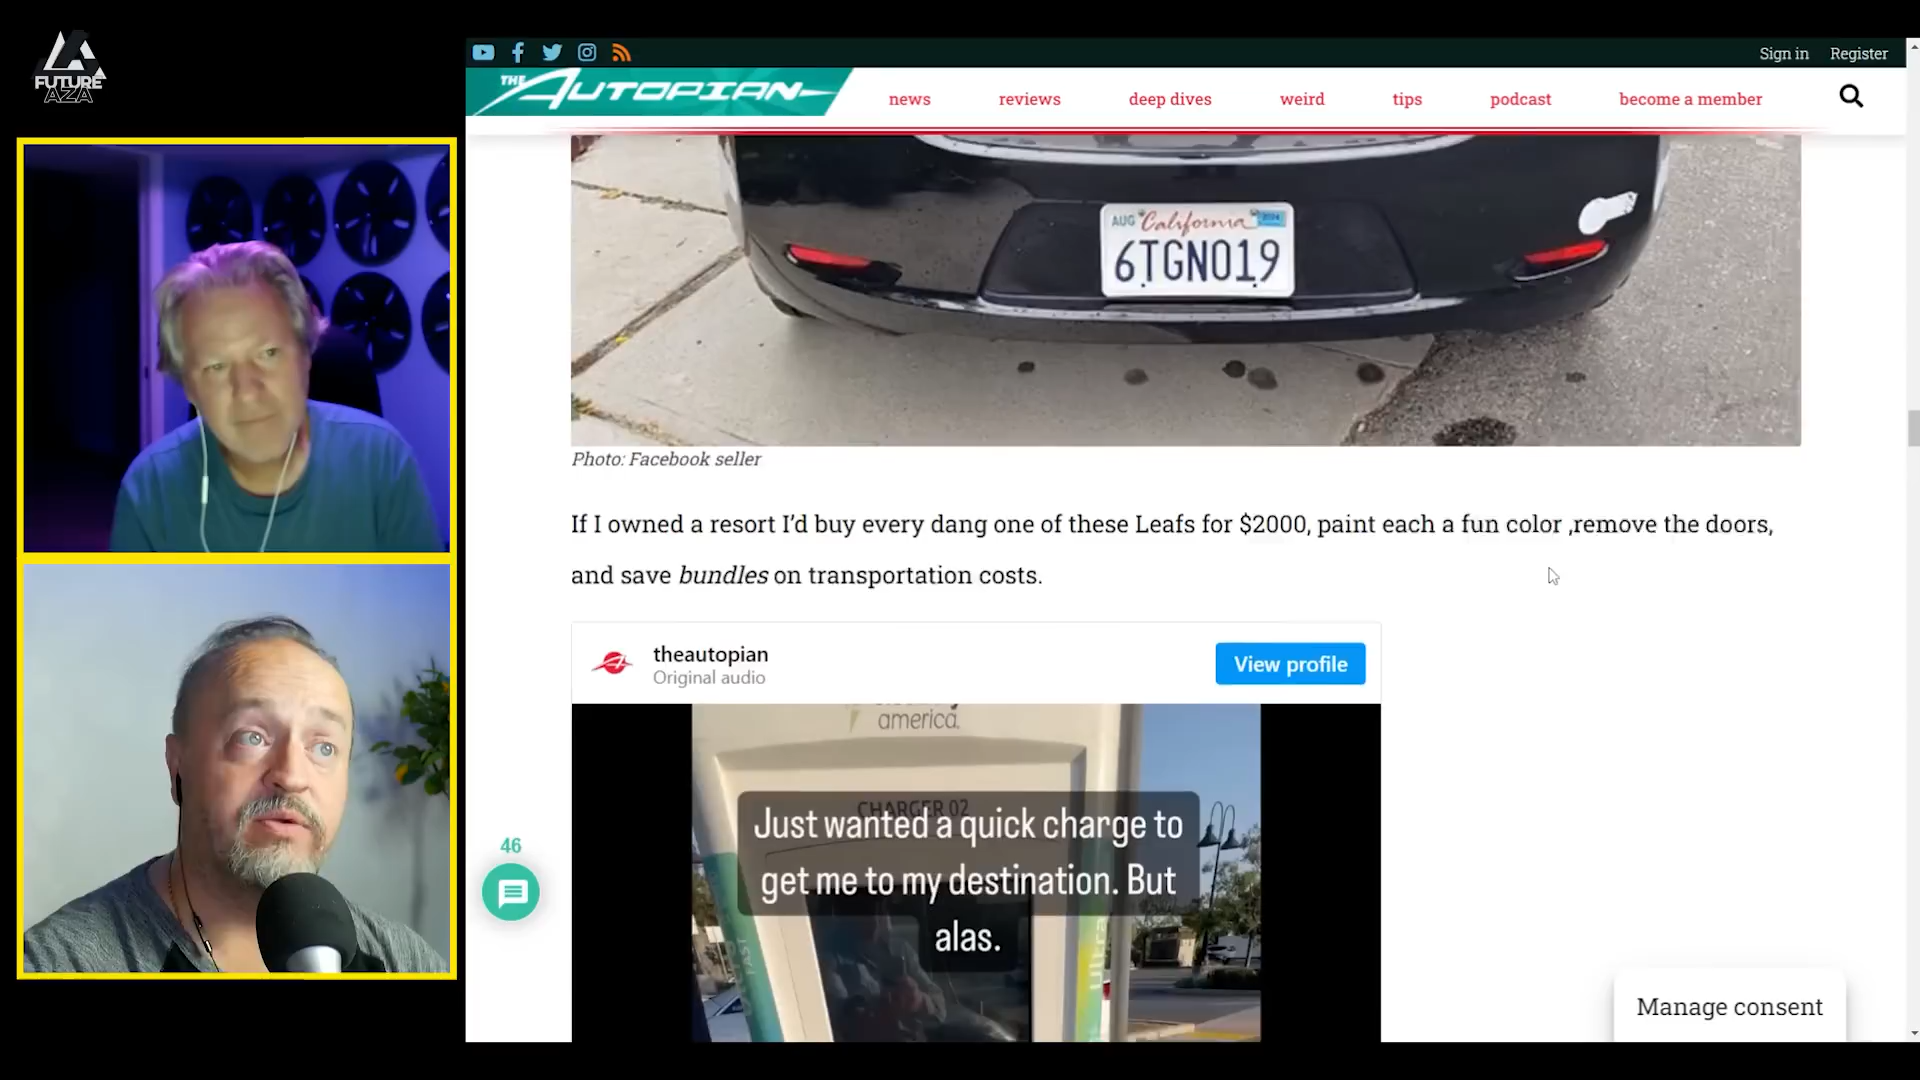 FUTURE
AZA
Sign in Register
THE AUTOPIAN
news reviews deep dives weird tips podcast become a member
AUG California 2024
6TGN019
Photo: Facebook seller
If I owned a resort I'd buy every dang one of these Leafs for $2000, paint each a fun color ,remove the doors,
and save bundles on transportation costs.
theautopian
Original audio
View profile
america.
CHARGER 02
Just wanted a quick charge to
get me to my destination. But
alas.
46
FAST
Ultra
Manage consent